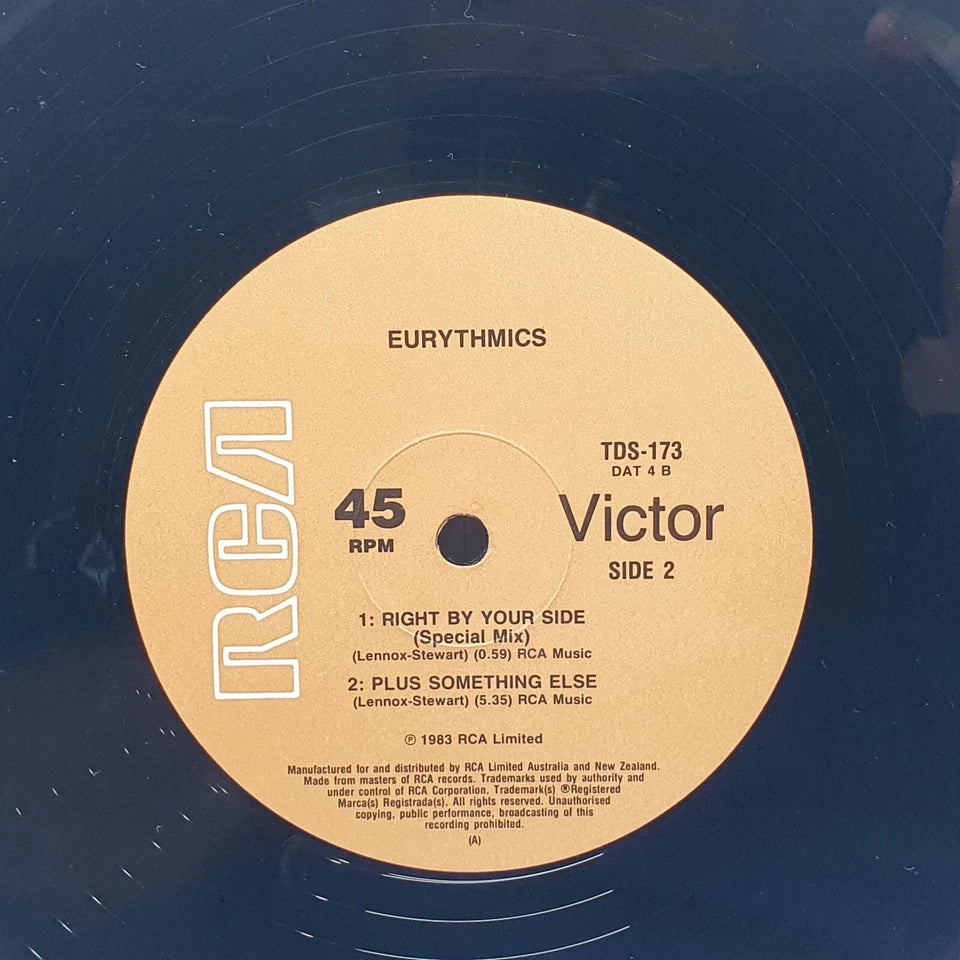 EURYTHMICS
RCA
TDS-173
DAT 4 B
45
RPM
Victor
SIDE 2
1: RIGHT BY YOUR SIDE
(Special Mix)
(Lennox-Stewart) (0.59) RCA Music
2: PLUS SOMETHING ELSE
(Lennox-Stewart) (5.35) RCA Music
℗ 1983 RCA Limited
Manufactured for and distributed by RCA Limited Australia and New Zealand.
Made from masters of RCA records. Trademarks used by authority and
under control of RCA Corporation. Trademark(s) ®Registered
Marca(s) Registrada(s). All rights reserved. Unauthorised
copying, public performance, broadcasting of this
recording prohibited.
(A)